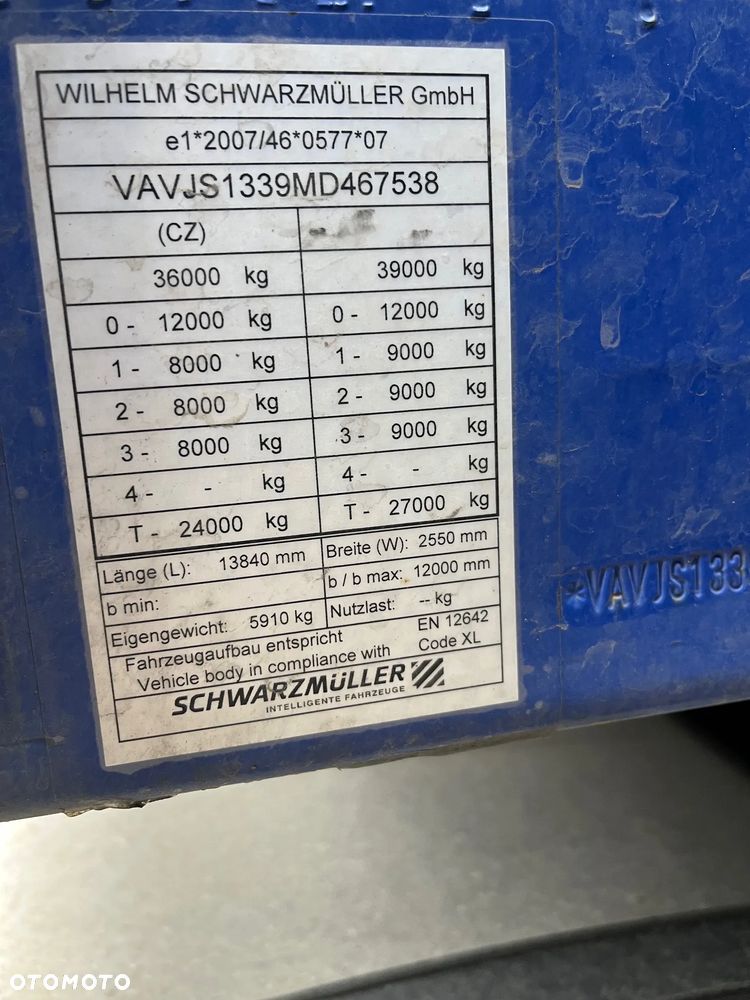 WILHELM SCHWARZMÜLLER GmbH
e1*2007/46*0577*07
VAVJS1339MD467538
(CZ)
36000 kg 39000 kg
0 - 12000 kg 0 - 12000 kg
1 - 8000 kg 1 - 9000 kg
2 - 8000 kg 2 - 9000 kg
3 - 8000 kg 3 - 9000 kg
4 - - kg 4 - - kg
T - 24000 kg T - 27000 kg
Länge (L): 13840 mm Breite (W): 2550 mm
b min: b / b max: 12000 mm
Eigengewicht: 5910 kg Nutzlast: -- kg
Fahrzeugaufbau entspricht EN 12642
Vehicle body in compliance with Code XL
SCHWARZMÜLLER
INTELLIGENTE FAHRZEUGE
*VAVJS133
OTOMOTO